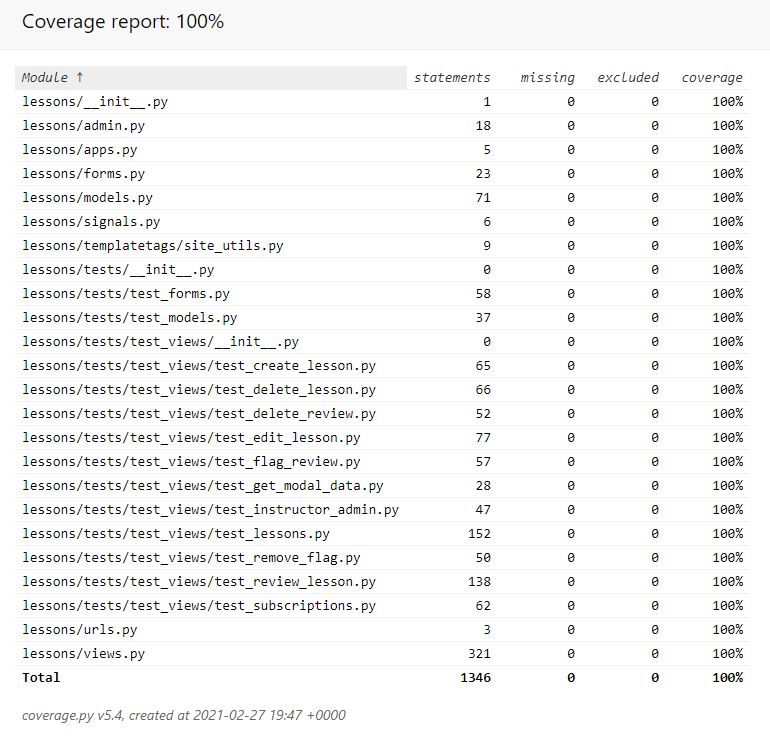 Coverage report: 100%
Module ↑ statements missing excluded coverage
lessons/__init__.py 1 0 0 100%
lessons/admin.py 18 0 0 100%
lessons/apps.py 5 0 0 100%
lessons/forms.py 23 0 0 100%
lessons/models.py 71 0 0 100%
lessons/signals.py 6 0 0 100%
lessons/templatetags/site_utils.py 9 0 0 100%
lessons/tests/__init__.py 0 0 0 100%
lessons/tests/test_forms.py 58 0 0 100%
lessons/tests/test_models.py 37 0 0 100%
lessons/tests/test_views/__init__.py 0 0 0 100%
lessons/tests/test_views/test_create_lesson.py 65 0 0 100%
lessons/tests/test_views/test_delete_lesson.py 66 0 0 100%
lessons/tests/test_views/test_delete_review.py 52 0 0 100%
lessons/tests/test_views/test_edit_lesson.py 77 0 0 100%
lessons/tests/test_views/test_flag_review.py 57 0 0 100%
lessons/tests/test_views/test_get_modal_data.py 28 0 0 100%
lessons/tests/test_views/test_instructor_admin.py 47 0 0 100%
lessons/tests/test_views/test_lessons.py 152 0 0 100%
lessons/tests/test_views/test_remove_flag.py 50 0 0 100%
lessons/tests/test_views/test_review_lesson.py 138 0 0 100%
lessons/tests/test_views/test_subscriptions.py 62 0 0 100%
lessons/urls.py 3 0 0 100%
lessons/views.py 321 0 0 100%
Total 1346 0 0 100%
coverage.py v5.4, created at 2021-02-27 19:47 +0000